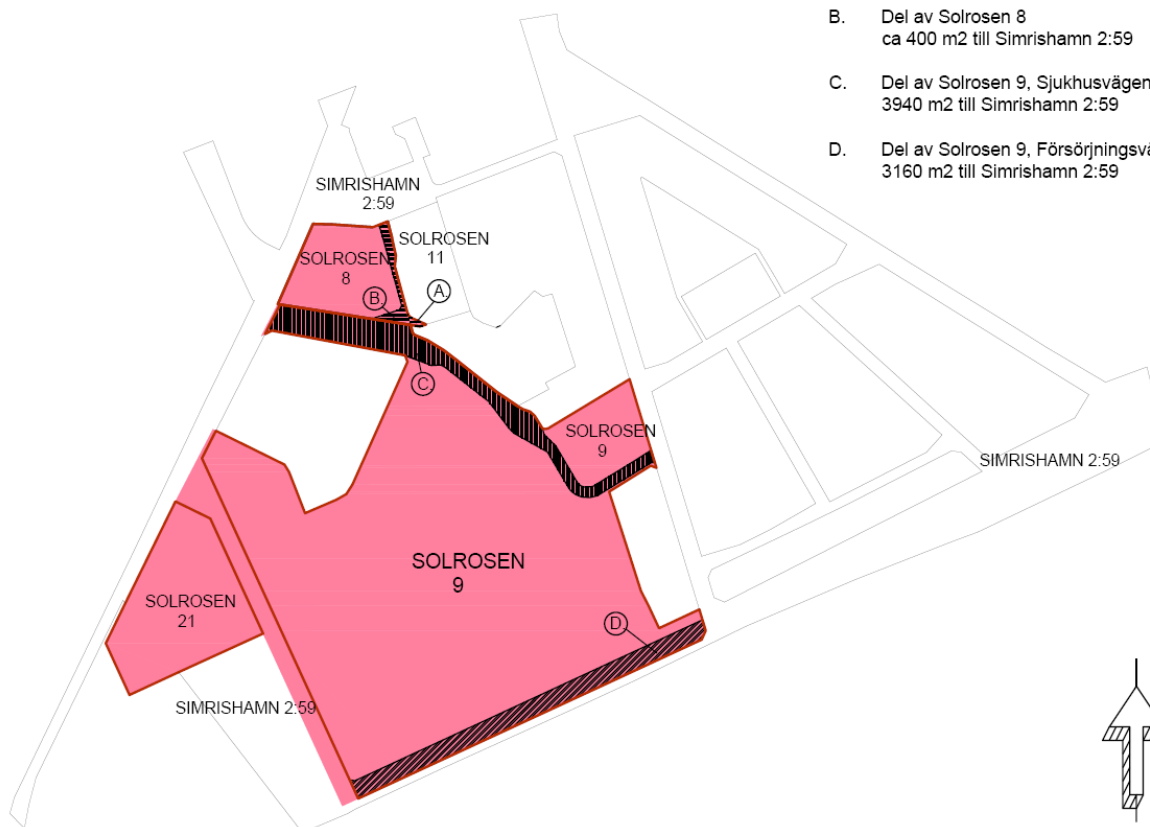 B. Del av Solrosen 8
ca 400 m2 till Simrishamn 2:59
C. Del av Solrosen 9, Sjukhusvägen
3940 m2 till Simrishamn 2:59
D. Del av Solrosen 9,
3160 m2 till Simrishamn 2:59
SIMRISHAMN
2:59
SOLROSEN
11
SOLROSEN
8
B.
A.
C
SOLROSEN
9
SIMRISHAMN 2:59
SOLROSEN
9
SOLROSEN
21
D
SIMRISHAMN 2:59